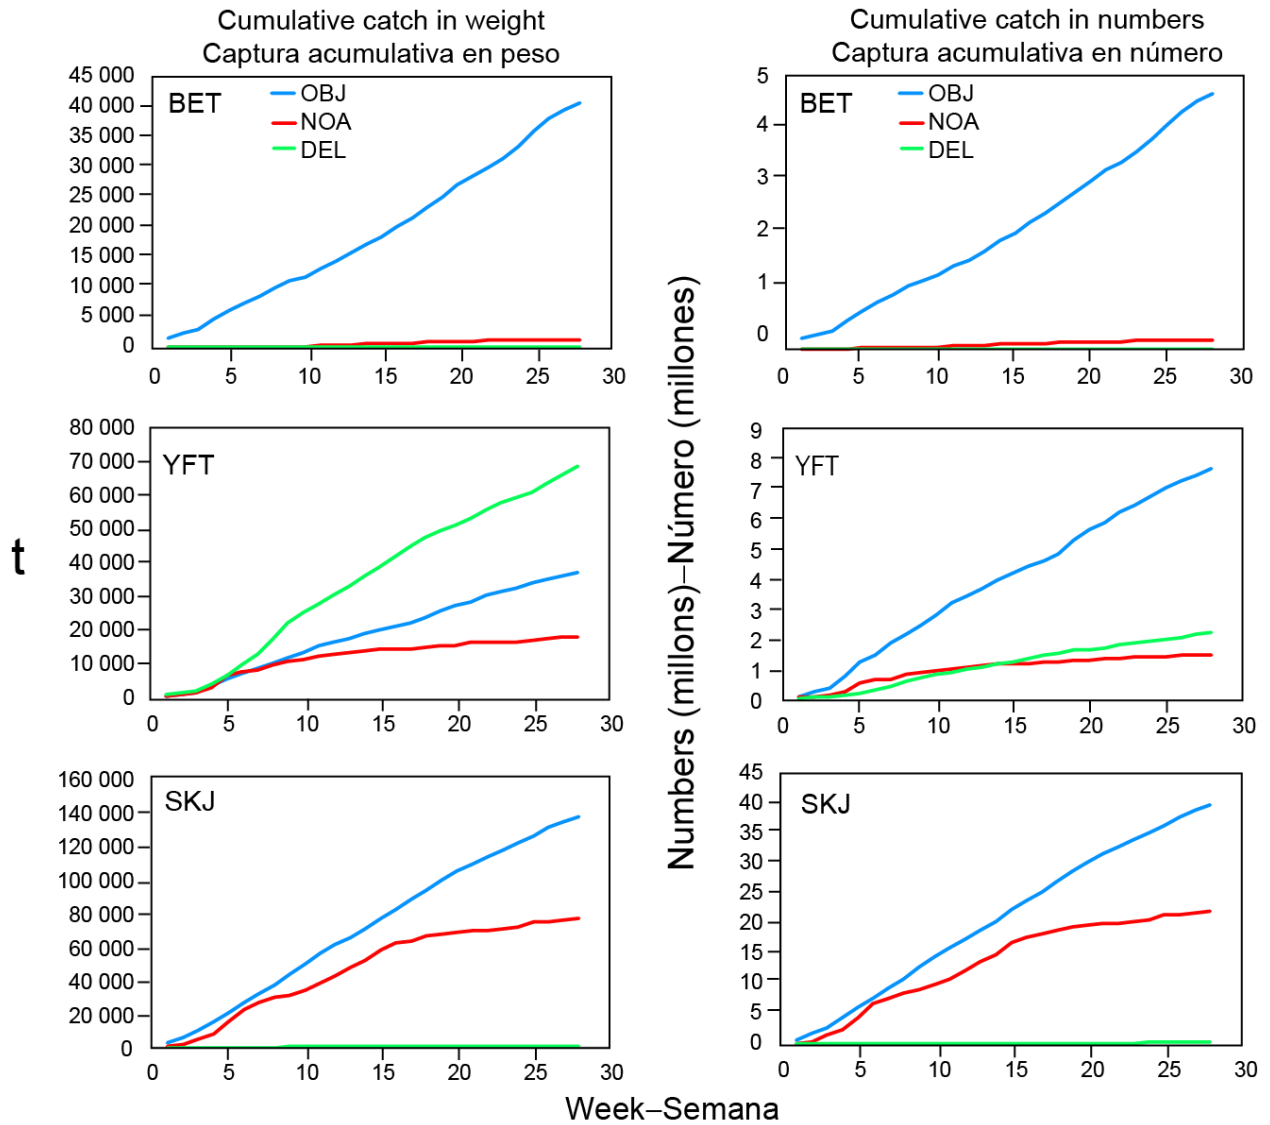 Cumulative catch in weight
Captura acumulativa en peso
Cumulative catch in numbers
Captura acumulativa en número
45 000
40 000
35 000
30 000
25 000
20 000
15 000
10 000
5 000
0
BET
OBJ
NOA
DEL
0 5 10 15 20 25 30
5
4
3
2
1
0
BET
OBJ
NOA
DEL
0 5 10 15 20 25 30
t
80 000
70 000
60 000
50 000
40 000
30 000
20 000
10 000
0
YFT
0 5 10 15 20 25 30
Numbers (millions)–Número (millones)
9
8
7
6
5
4
3
2
1
0
YFT
0 5 10 15 20 25 30
160 000
140 000
120 000
100 000
80 000
60 000
40 000
20 000
0
SKJ
0 5 10 15 20 25 30
45
40
35
30
25
20
15
10
5
0
SKJ
0 5 10 15 20 25 30
Week–Semana